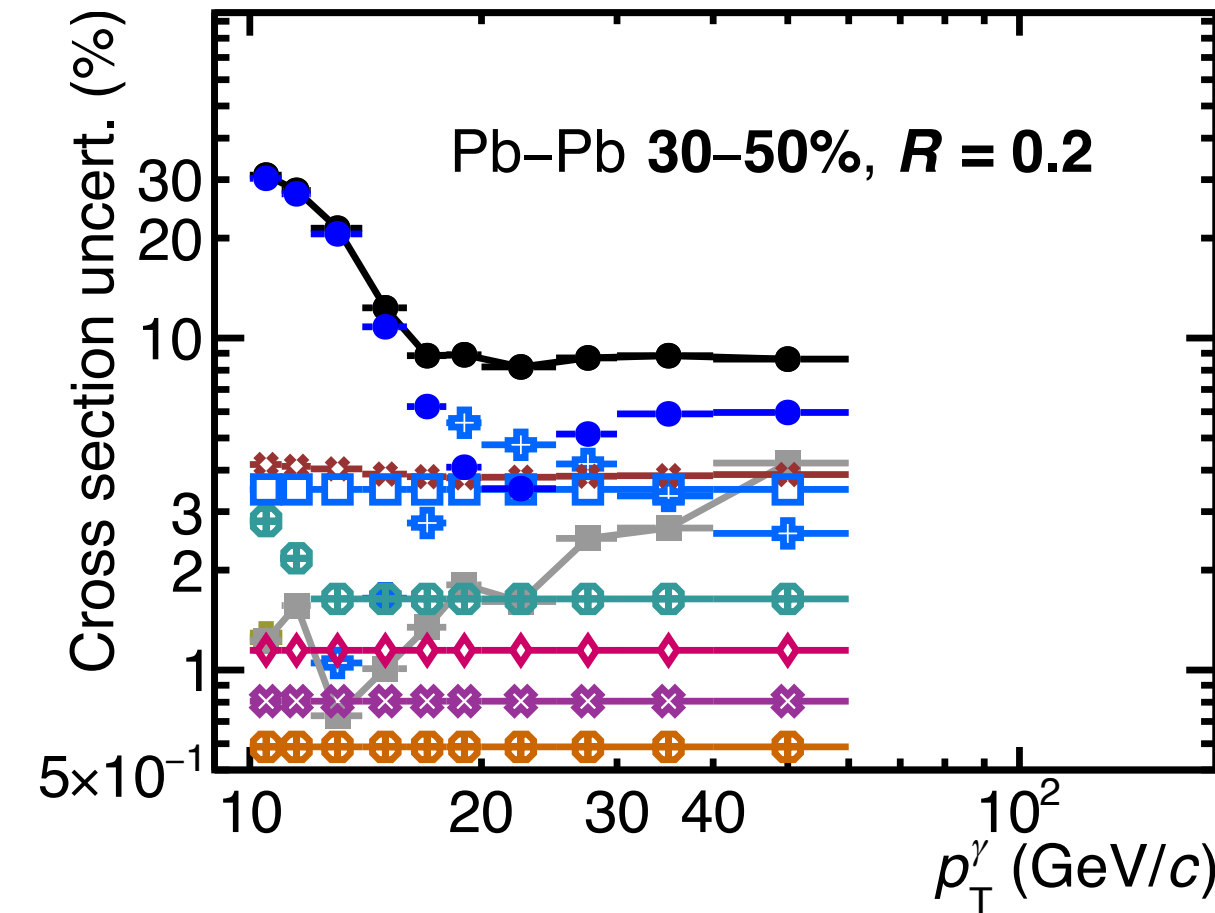 Cross section uncert. (%)
Pb–Pb 30–50%, R = 0.2
30
20
10
3
2
1
5×10⁻¹
10 20 30 40 10²
p_T^γ (GeV/c)